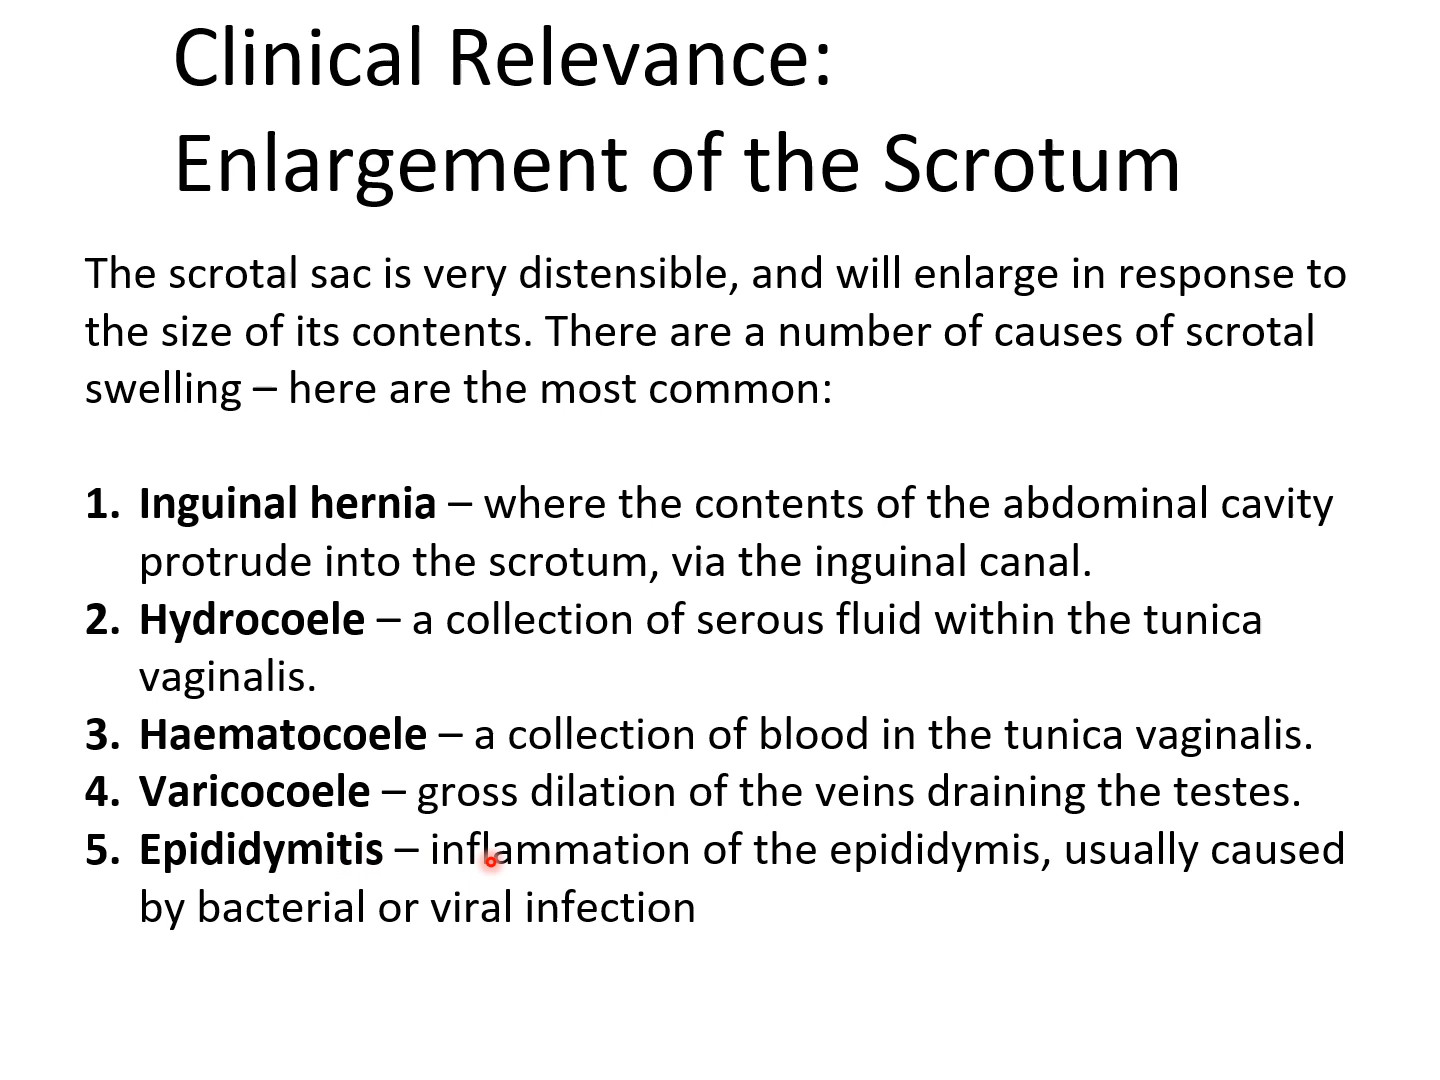 Clinical Relevance:
Enlargement of the Scrotum
The scrotal sac is very distensible, and will enlarge in response to
the size of its contents. There are a number of causes of scrotal
swelling – here are the most common:
1. Inguinal hernia – where the contents of the abdominal cavity
protrude into the scrotum, via the inguinal canal.
2. Hydrocoele – a collection of serous fluid within the tunica
vaginalis.
3. Haematocoele – a collection of blood in the tunica vaginalis.
4. Varicocoele – gross dilation of the veins draining the testes.
5. Epididymitis – inflammation of the epididymis, usually caused
by bacterial or viral infection